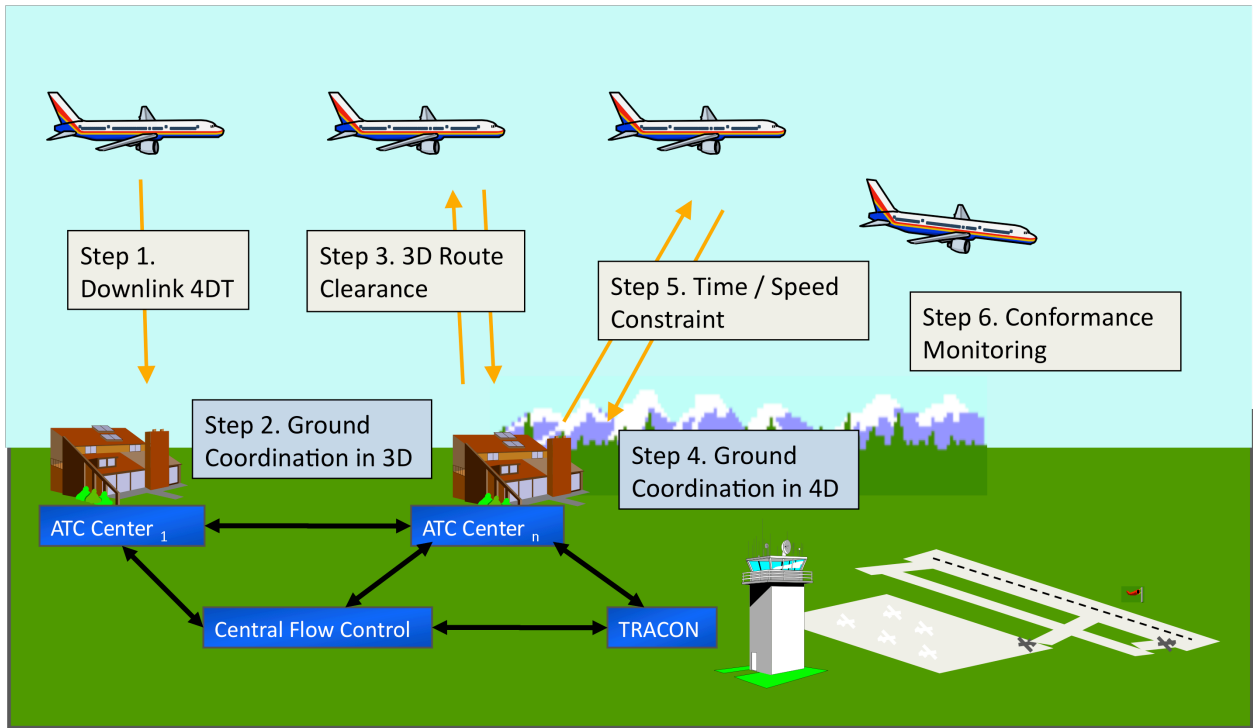 Step 1.
Downlink 4DT
Step 3. 3D Route
Clearance
Step 5. Time / Speed
Constraint
Step 6. Conformance
Monitoring
Step 2. Ground
Coordination in 3D
Step 4. Ground
Coordination in 4D
ATC Center 1
ATC Center n
Central Flow Control
TRACON